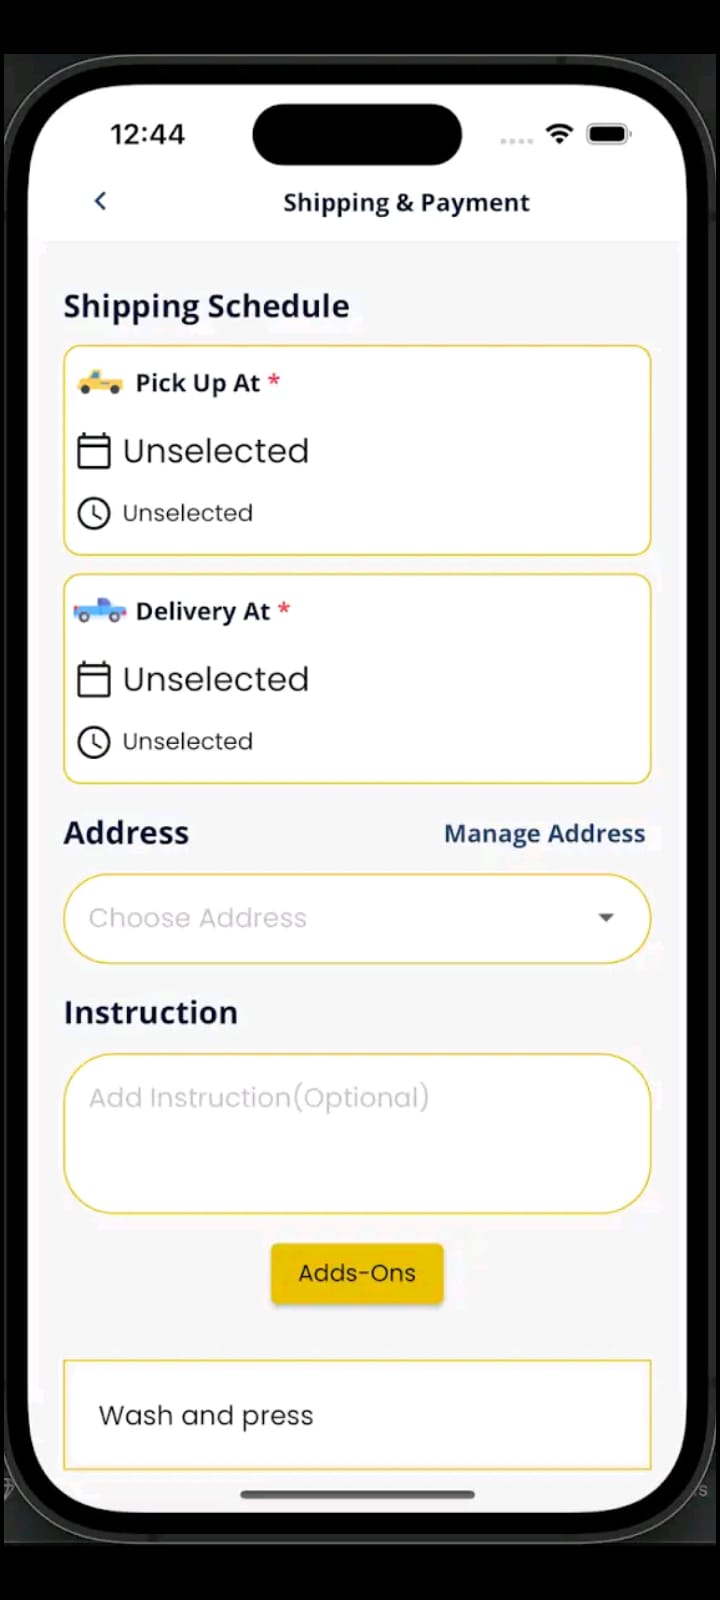 12:44
Shipping & Payment
Shipping Schedule
Pick Up At *
Unselected
Unselected
Delivery At *
Unselected
Unselected
Address
Manage Address
Choose Address
Instruction
Add Instruction(Optional)
Adds-Ons
Wash and press